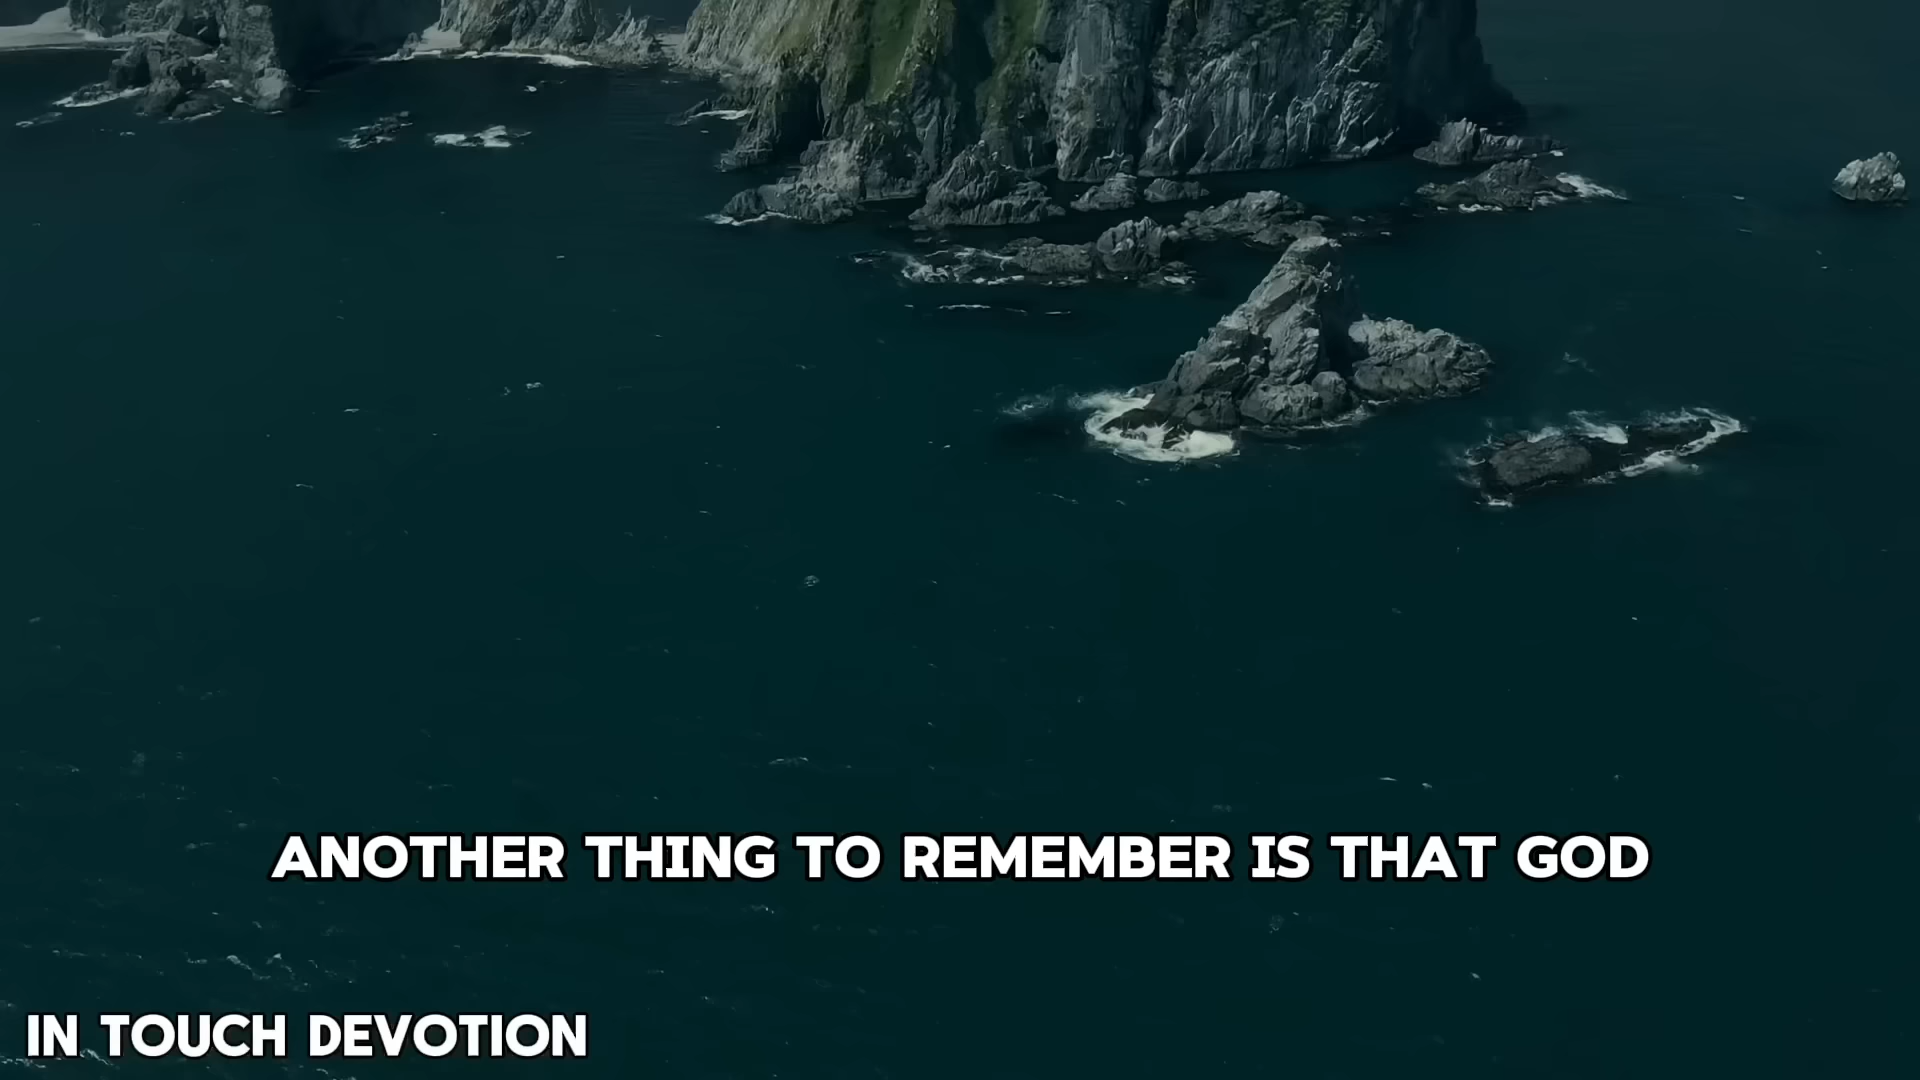 ANOTHER THING TO REMEMBER IS THAT GOD
IN TOUCH DEVOTION